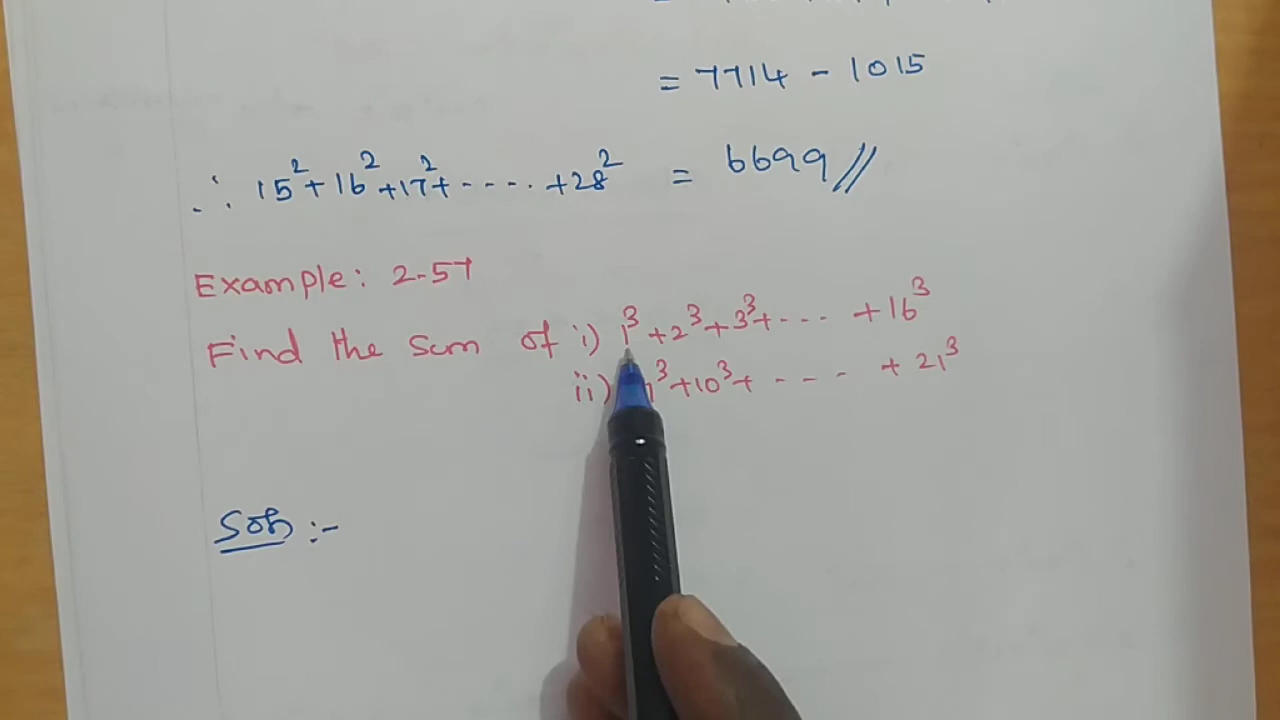 = 7714 - 1015
∴ 15² + 16² + 17² + - - - . + 28² = 6699 //
Example: 2.57
Find the Sum of i) 1³ + 2³ + 3³ + - - - + 16³
ii) ³ + 10³ + - - - - + 21³
Soln :-